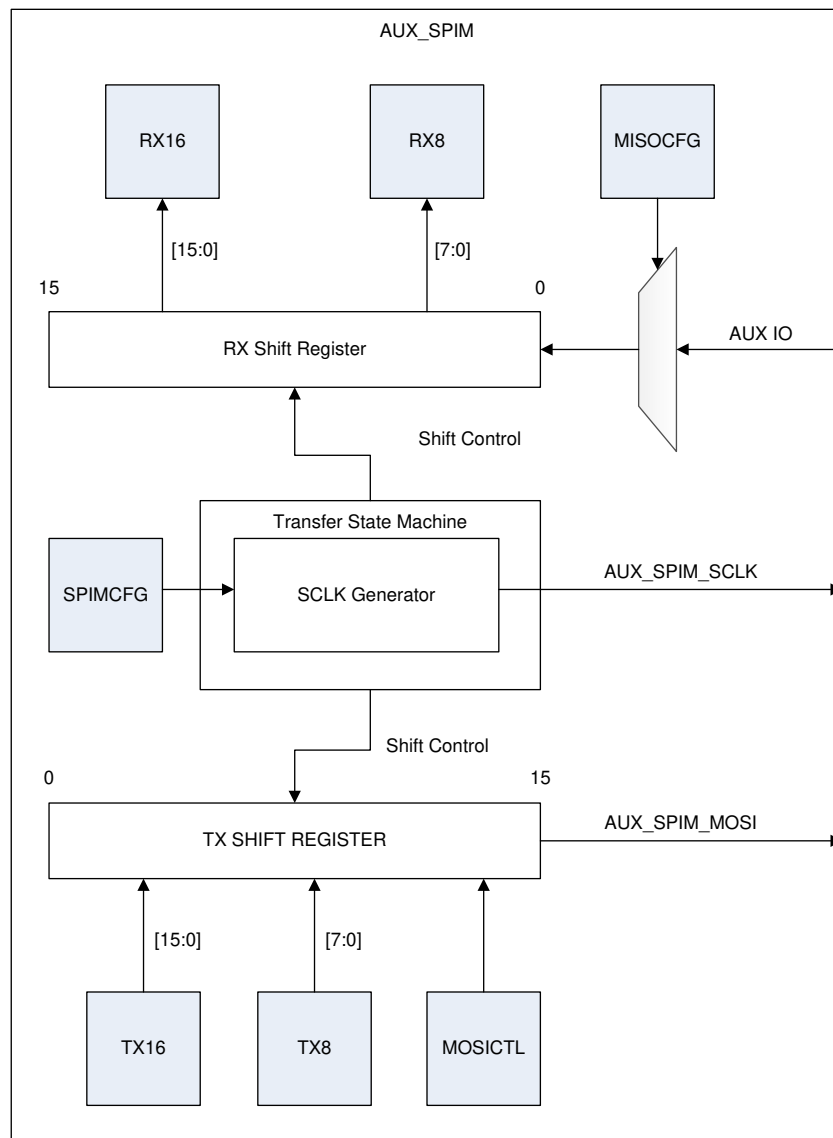 AUX_SPIM
RX16
RX8
MISOCFG
[15:0]
[7:0]
15
0
RX Shift Register
AUX IO
Shift Control
Transfer State Machine
SPIMCFG
SCLK Generator
AUX_SPIM_SCLK
Shift Control
0
15
TX SHIFT REGISTER
AUX_SPIM_MOSI
[15:0]
[7:0]
TX16
TX8
MOSICTL